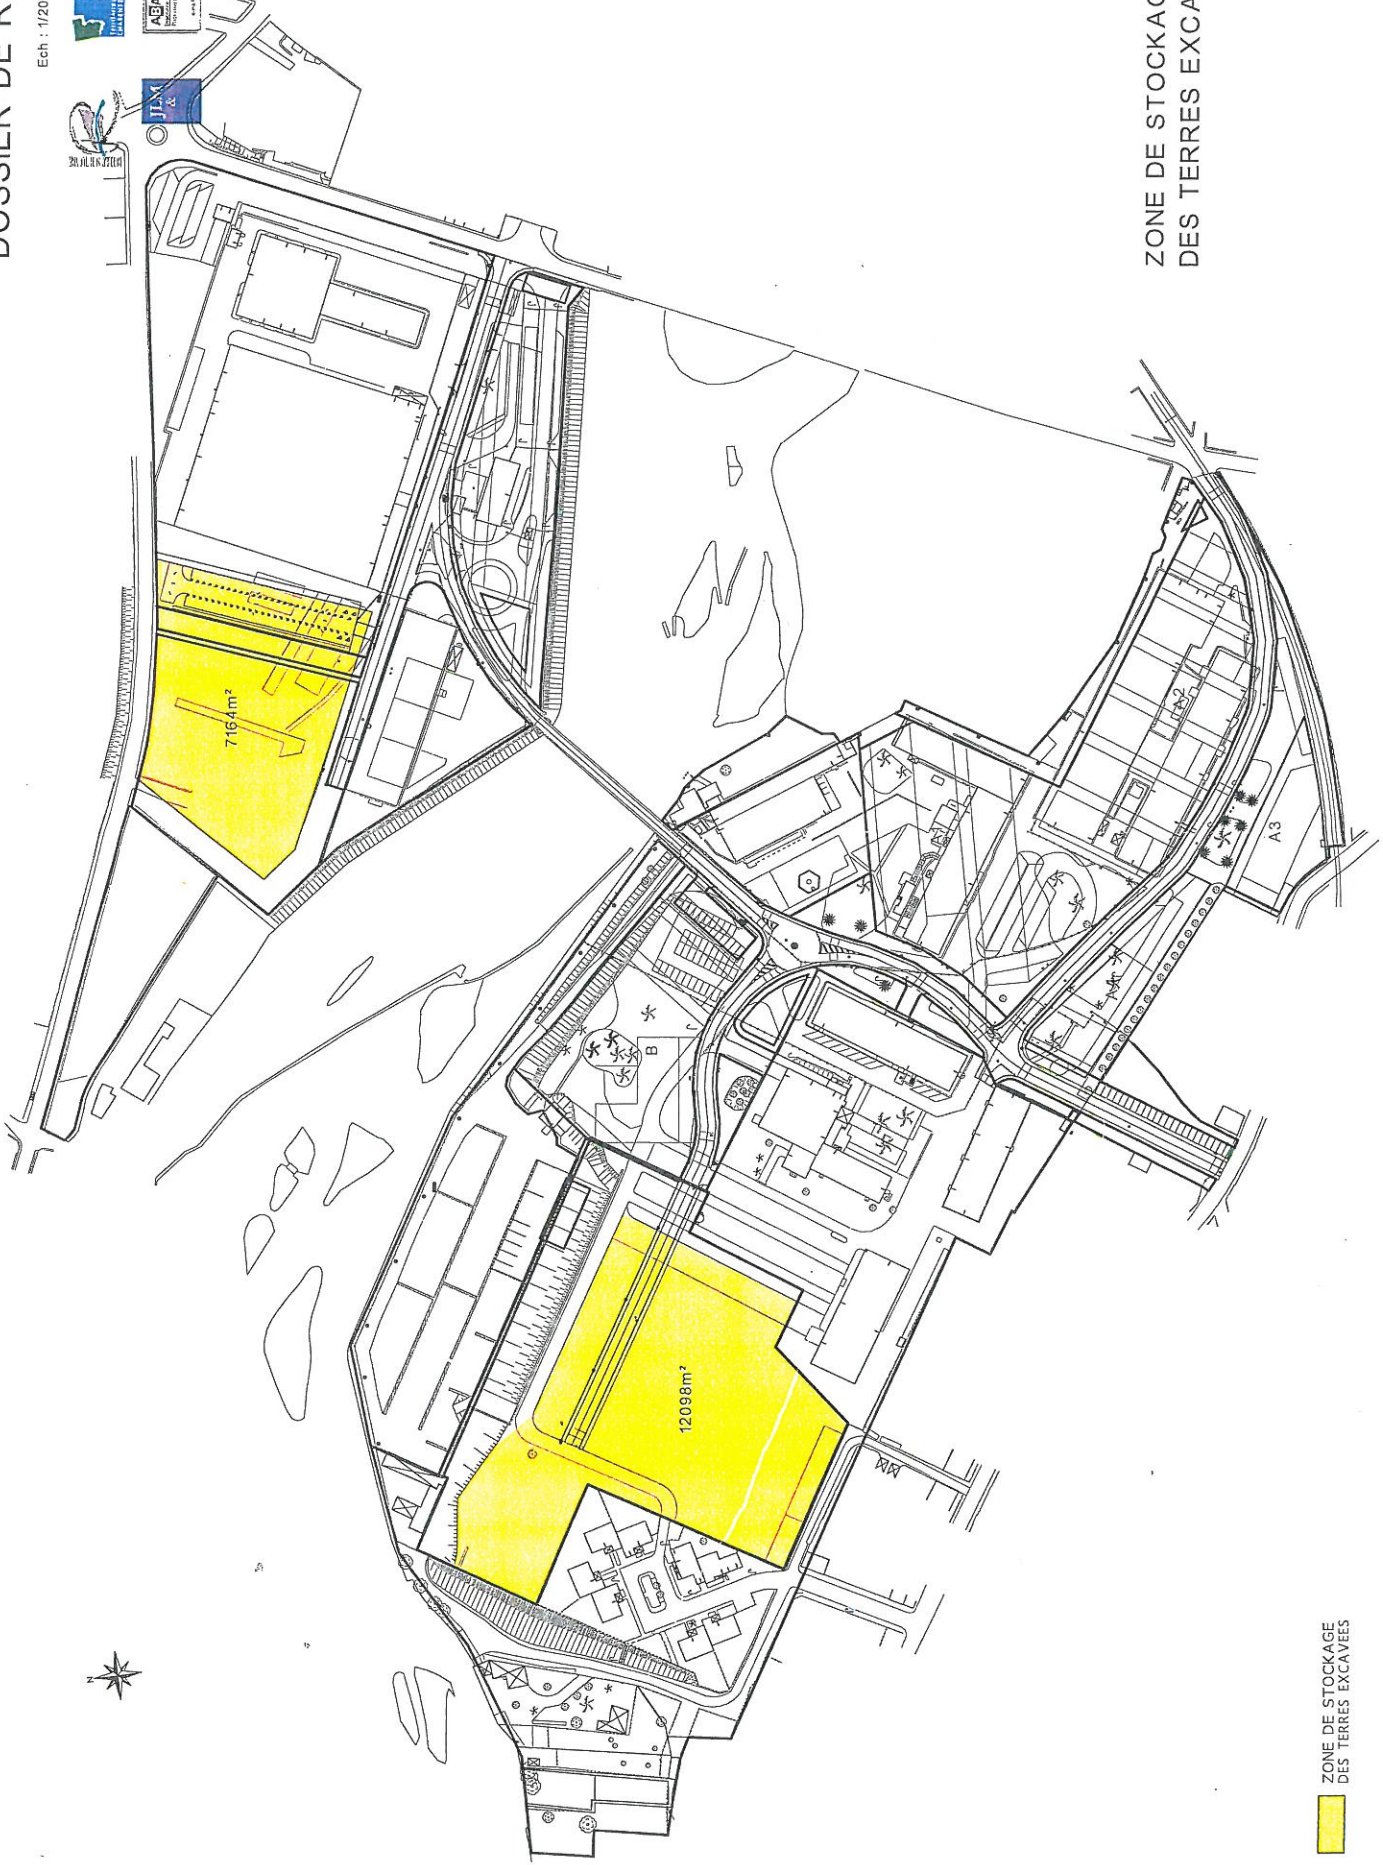 DOSSIER DE R
Ech : 1/20
ABA
JLM
&
7164m²
ZONE DE STOCKAG
DES TERRES EXCA
A2
A3
B
12098m²
N
ZONE DE STOCKAGE
DES TERRES EXCAVEES